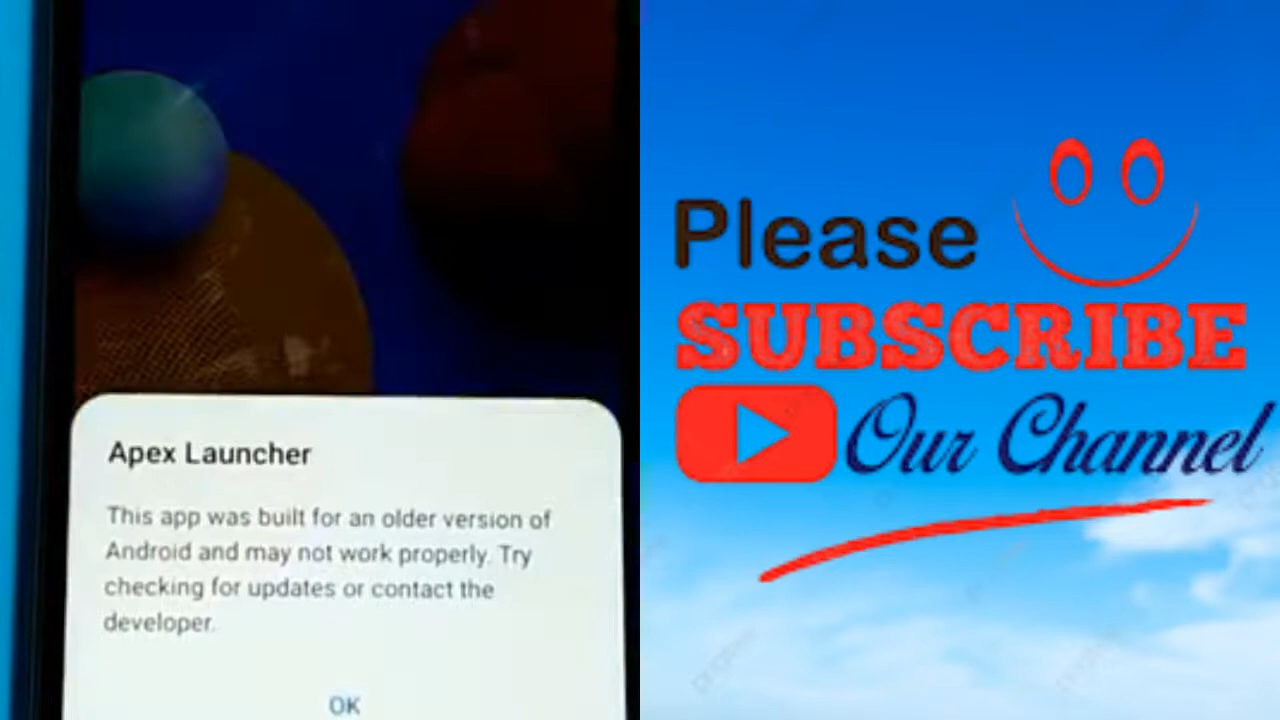 Apex Launcher
This app was built for an older version of
Android and may not work properly. Try
checking for updates or contact the
developer.
OK
Please
SUBSCRIBE
Our Channel